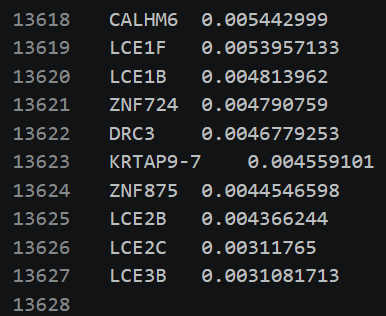 13618 CALHM6 0.005442999
13619 LCE1F 0.0053957133
13620 LCE1B 0.004813962
13621 ZNF724 0.004790759
13622 DRC3 0.0046779253
13623 KRTAP9-7 0.004559101
13624 ZNF875 0.0044546598
13625 LCE2B 0.004366244
13626 LCE2C 0.00311765
13627 LCE3B 0.0031081713
13628